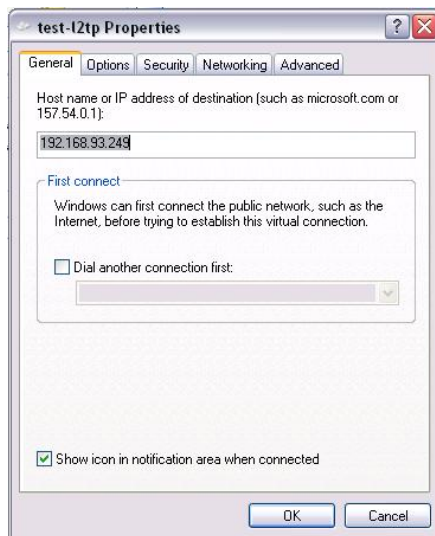 test-l2tp Properties
General
Options
Security
Networking
Advanced
Host name or IP address of destination (such as microsoft.com or
157.54.0.1):
192.168.93.249
First connect
Windows can first connect the public network, such as the
Internet, before trying to establish this virtual connection.
Dial another connection first:
Show icon in notification area when connected
OK
Cancel